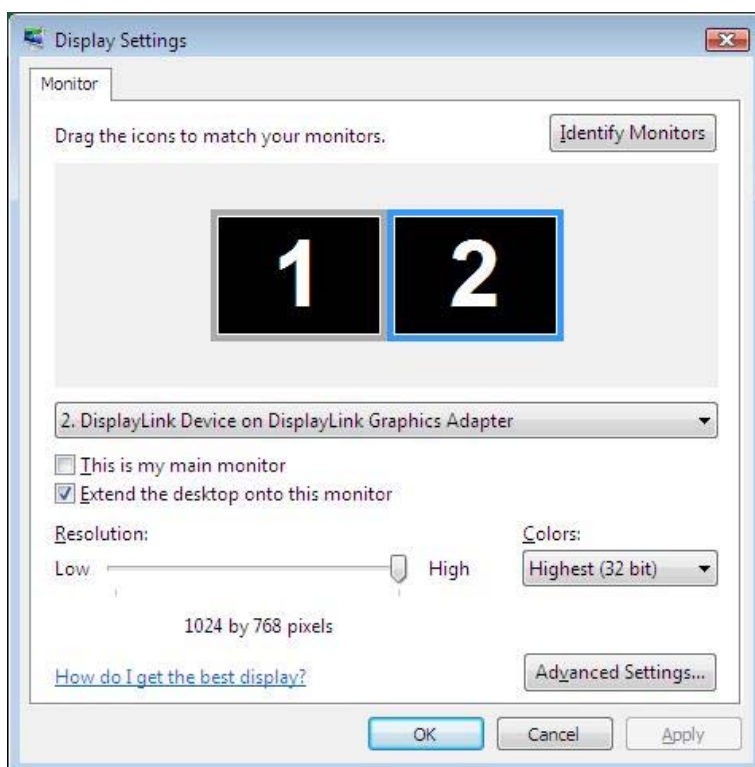 Display Settings
Monitor
Drag the icons to match your monitors.
Identify Monitors
1 2
2. DisplayLink Device on DisplayLink Graphics Adapter
This is my main monitor
Extend the desktop onto this monitor
Resolution:
Colors:
Low High
Highest (32 bit)
1024 by 768 pixels
How do I get the best display?
Advanced Settings...
OK Cancel Apply